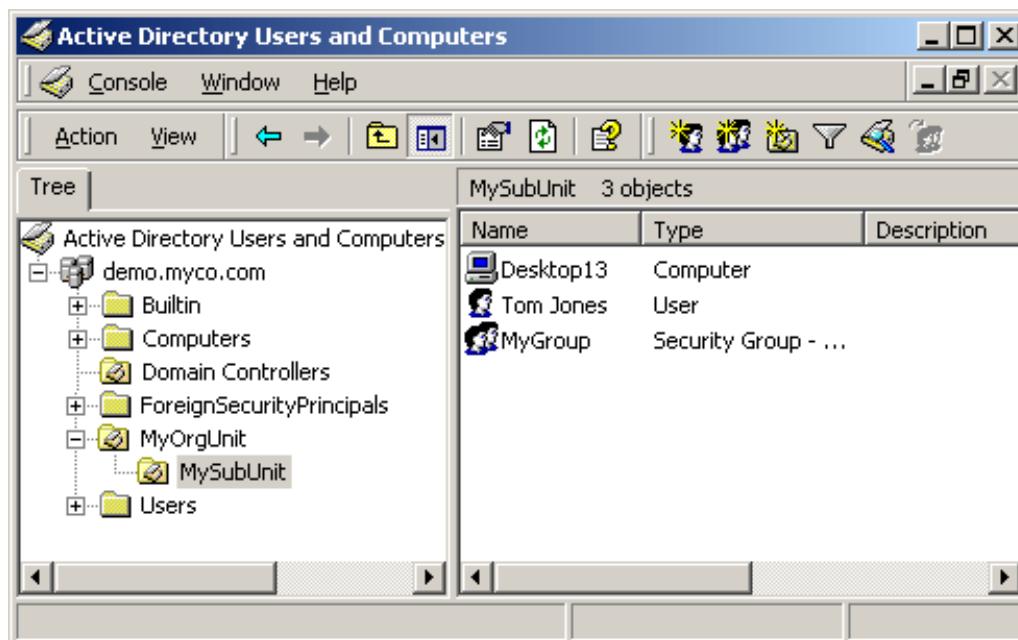 Active Directory Users and Computers
Console Window Help
Action View
Tree
MySubUnit 3 objects
Active Directory Users and Computers
demo.myco.com
Builtin
Computers
Domain Controllers
ForeignSecurityPrincipals
MyOrgUnit
MySubUnit
Users
Name Type Description
Desktop13 Computer
Tom Jones User
MyGroup Security Group - ...